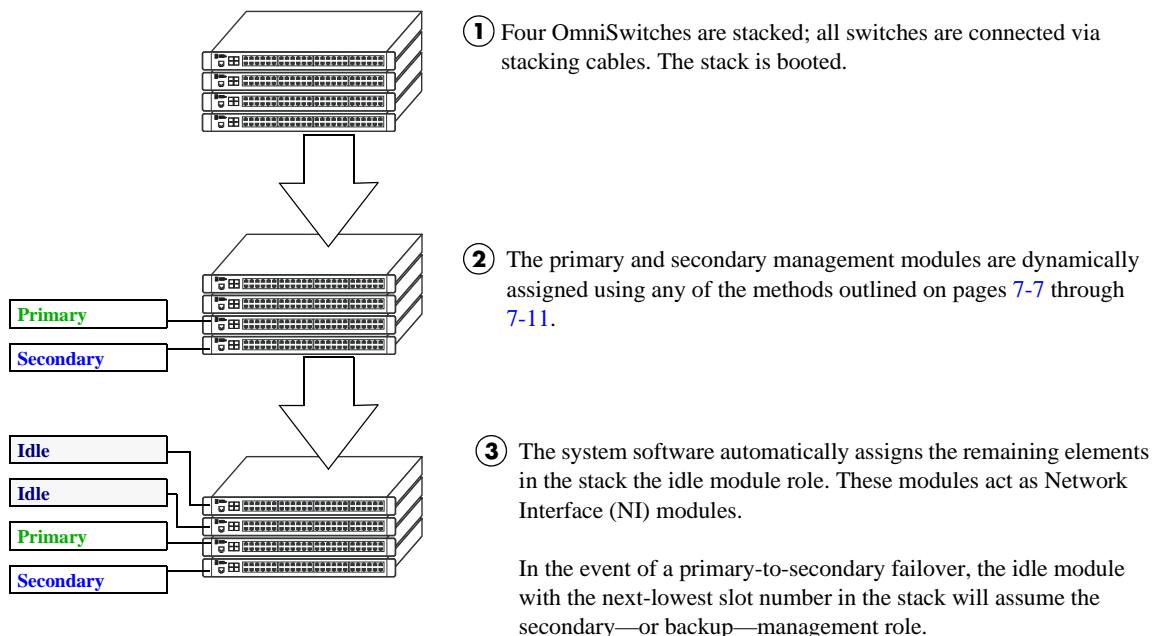 1 Four OmniSwitches are stacked; all switches are connected via
stacking cables. The stack is booted.
2 The primary and secondary management modules are dynamically
assigned using any of the methods outlined on pages 7-7 through
7-11.
Primary
Secondary
3 The system software automatically assigns the remaining elements
in the stack the idle module role. These modules act as Network
Interface (NI) modules.
Idle
Idle
Primary
Secondary
In the event of a primary-to-secondary failover, the idle module
with the next-lowest slot number in the stack will assume the
secondary—or backup—management role.